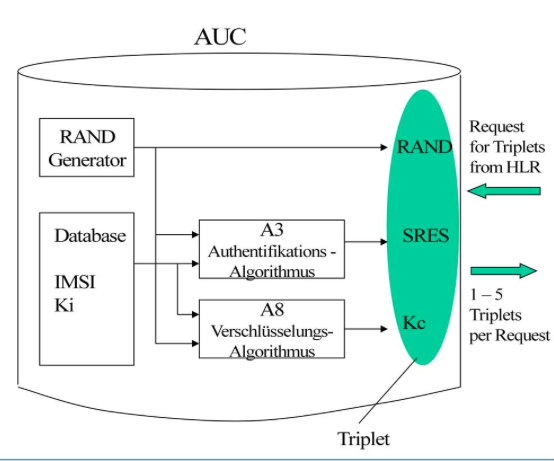 AUC
RAND
Generator
RAND
Request
for Triplets
from HLR
Database
IMSI
Ki
A3
Authentifikations -
Algorithmus
SRES
A8
Verschlüsselungs-
Algorithmus
Kc
1 – 5
Triplets
per Request
Triplet